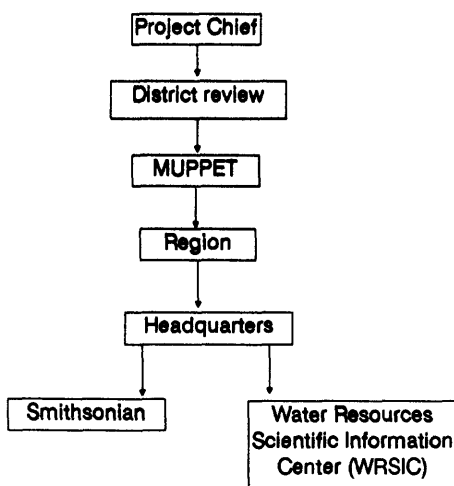 Project Chief
District review
MUPPET
Region
Headquarters
Smithsonian
Water Resources
Scientific Information
Center (WRSIC)